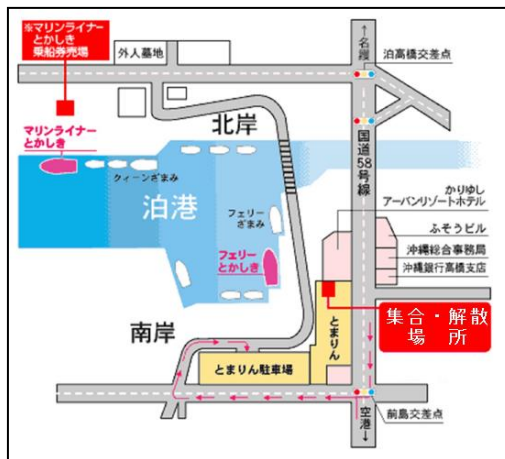 ※マリンライナー
とかしき
乗船券売場
外人墓地
↑名護
泊高橋交差点
マリンライナー
とかしき
北岸
クィーンざまみ
泊港
国道58号線
フェリー
ざまみ
フェリー
とかしき
かりゆし
アーバンリゾートホテル
ふそうビル
沖縄総合事務局
沖縄銀行高橋支店
集合・解散
場 所
とまりん
南岸
とまりん駐車場
前島交差点
空港↓